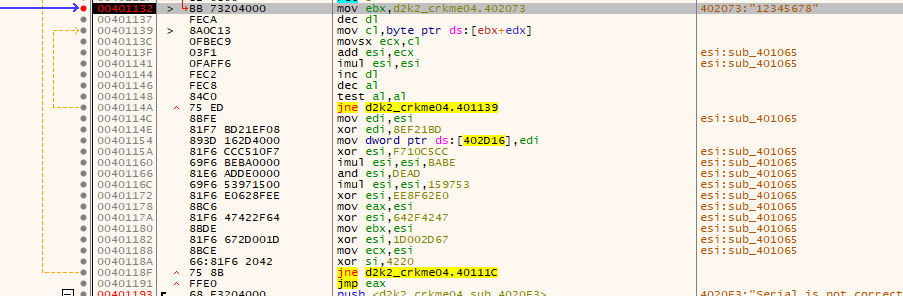 00401132 > BB 73204000 mov ebx,d2k2_crkme04.402073 402073:"12345678"
00401137 FECA dec dl
00401139 > 8A0C13 mov cl,byte ptr ds:[ebx+edx]
0040113C 0FBEC9 movsx ecx,cl
0040113F 03F1 add esi,ecx esi:sub_401065
00401141 0FAFF6 imul esi,esi esi:sub_401065
00401144 FEC2 inc dl
00401146 FEC8 dec al
00401148 84C0 test al,al
0040114A ^ 75 ED jne d2k2_crkme04.401139
0040114C 8BFE mov edi,esi esi:sub_401065
0040114E 81F7 BD21EF08 xor edi,8EF21BD
00401154 893D 162D4000 mov dword ptr ds:[402D16],edi
0040115A 81F6 CCC510F7 xor esi,F710C5CC esi:sub_401065
00401160 69F6 BEBA0000 imul esi,esi,BABE esi:sub_401065
00401166 81E6 ADDE0000 and esi,DEAD esi:sub_401065
0040116C 69F6 53971500 imul esi,esi,159753 esi:sub_401065
00401172 81F6 E0628FEE xor esi,EE8F62E0 esi:sub_401065
00401178 8BC6 mov eax,esi esi:sub_401065
0040117A 81F6 47422F64 xor esi,642F4247 esi:sub_401065
00401180 8BDE mov ebx,esi esi:sub_401065
00401182 81F6 672D001D xor esi,1D002D67 esi:sub_401065
00401188 8BCE mov ecx,esi esi:sub_401065
0040118A 66:81F6 2042 xor si,4220
0040118F ^ 75 8B jne d2k2_crkme04.40111C
00401191 ^ FFE0 jmp eax
00401193 68 F3204000 push <d2k2_crkme04.sub_4020F3> 4020F3:"Serial is not correc